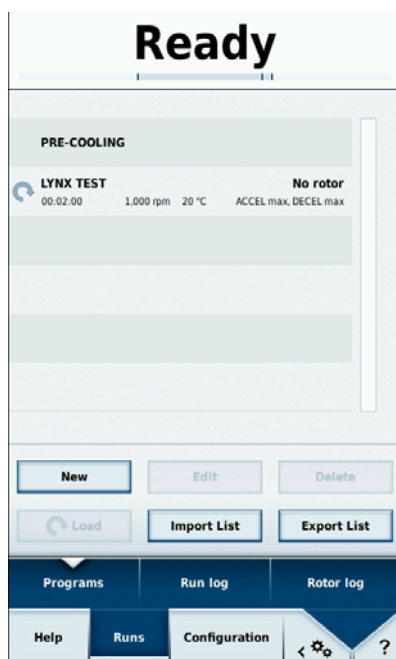 Ready
PRE-COOLING
LYNX TEST No rotor
00:02:00 1,000 rpm 20 °C ACCEL max, DECEL max
New Edit Delete
Load Import List Export List
Programs Run log Rotor log
Help Runs Configuration < ?